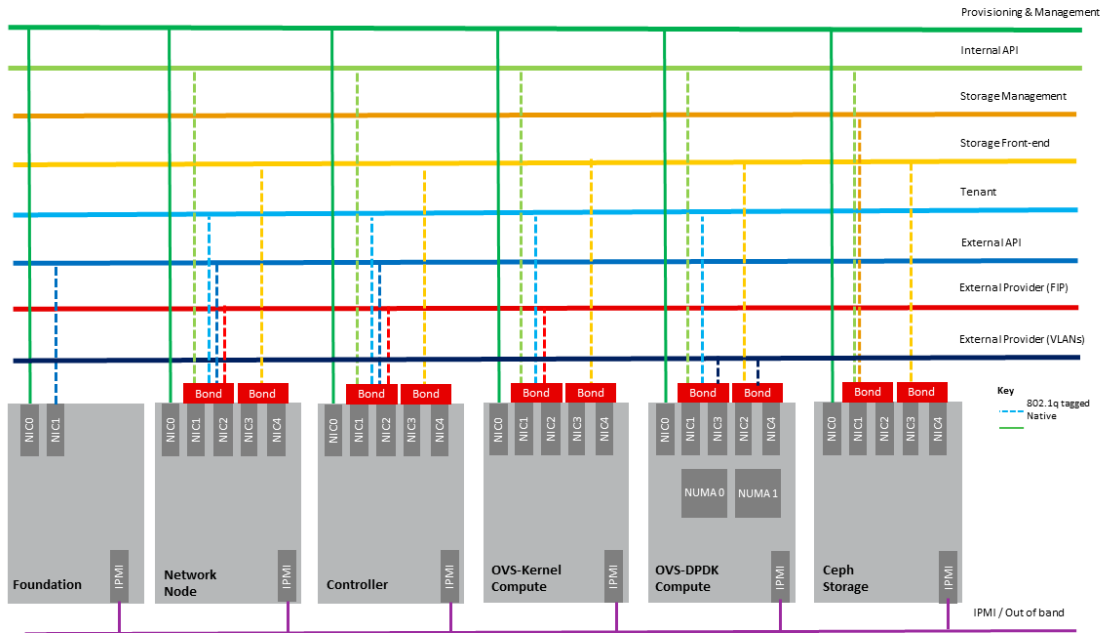 Provisioning & Management
Internal API
Storage Management
Storage Front-end
Tenant
External API
External Provider (FIP)
External Provider (VLANs)
Key
802.1q tagged
Native
Bond Bond
Bond Bond
Bond Bond
Bond Bond
Bond Bond
NIC0 NIC1
NIC0 NIC1 NIC2 NIC3 NIC4
NIC0 NIC1 NIC2 NIC3 NIC4
NIC0 NIC1 NIC2 NIC3 NIC4
NIC0 NIC1 NIC3 NIC2 NIC4
NIC0 NIC1 NIC2 NIC3 NIC4
NUMA 0 NUMA 1
Foundation
IPMI
Network
Node
IPMI
Controller
IPMI
OVS-Kernel
Compute
IPMI
OVS-DPDK
Compute
IPMI
Ceph
Storage
IPMI
IPMI / Out of band